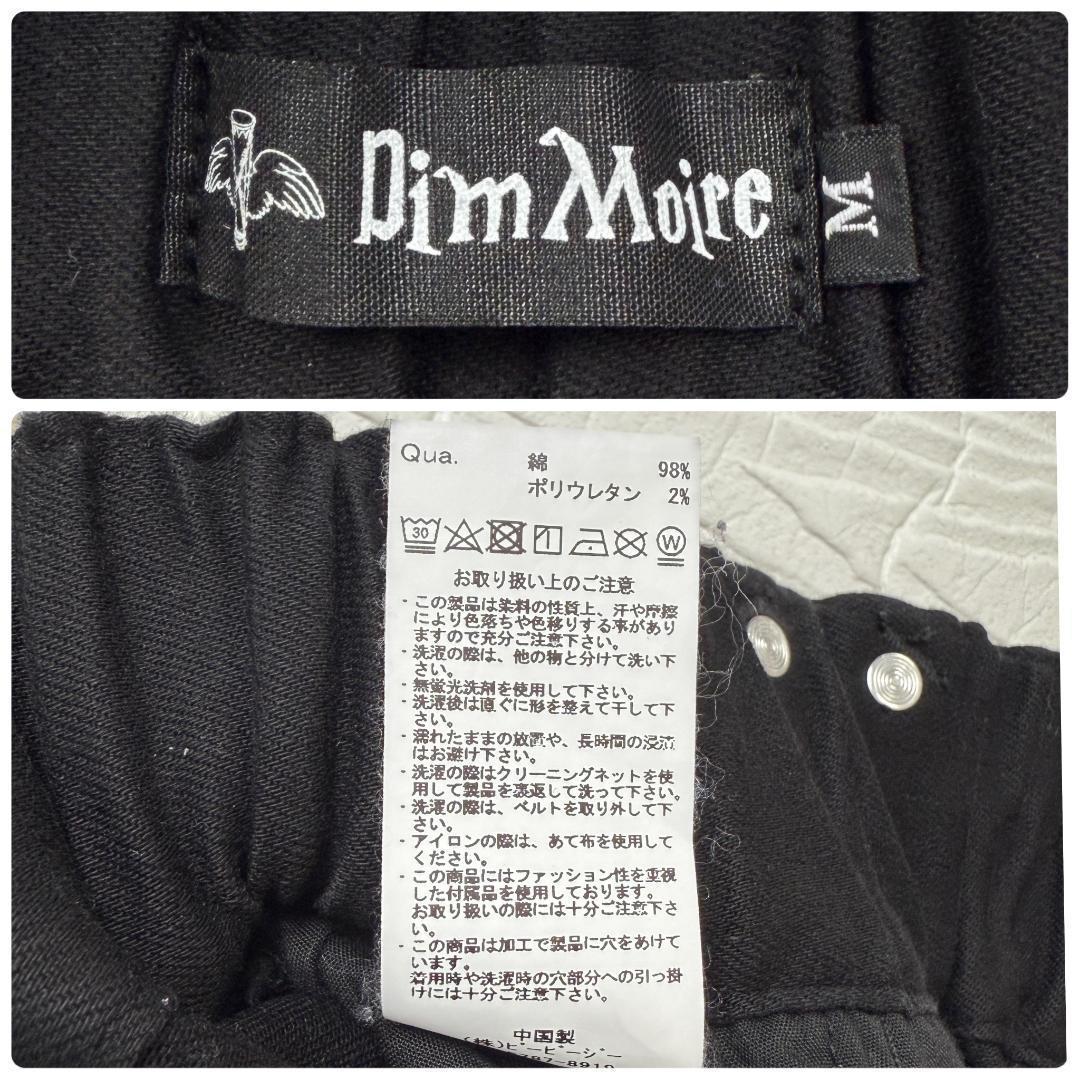 Dim Moire
M
Qua. 綿 98%
ポリウレタン 2%
30 W
お取り扱い上のご注意
・この製品は染料の性質上、汗や摩擦
により色落ちや色移りする事があり
ますので充分ご注意下さい。
・洗濯の際は、他の物と分けて洗い下
さい。
・無蛍光洗剤を使用して下さい。
・洗濯後は直ぐに形を整えて干して下
さい。
・濡れたままの放置や、長時間の浸漬
はお避け下さい。
・洗濯の際はクリーニングネットを使
用して製品を裏返して洗って下さい。
・洗濯の際は、ベルトを取り外して下
さい。
・アイロンの際は、あて布を使用して
ください。
・この商品にはファッション性を重視
した付属品を使用しております。
お取り扱いの際には十分ご注意下さ
い。
・この商品は加工で製品に穴をあけて
います。
着用時や洗濯時の穴部分への引っ掛
けには十分ご注意下さい。
中国製
(株)ピーピージー